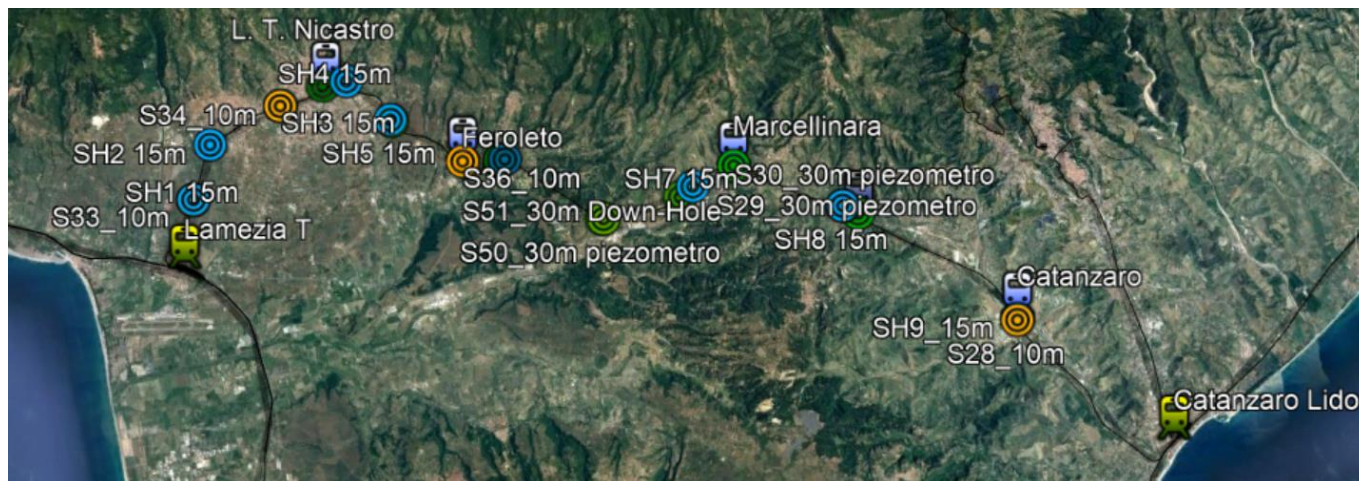 L. T. Nicastro
SH4 15m
S34_10m
SH3 15m
SH2 15m
SH5 15m
Feroleto
Marcellinara
SH1 15m
S36_10m
SH7 15m
S30_30m piezometro
S33_10m
Lamezia T
S51_30m Down-Hole
S29_30m piezometro
SH8 15m
S50_30m piezometro
Catanzaro
SH9_15m
S28_10m
Catanzaro Lido